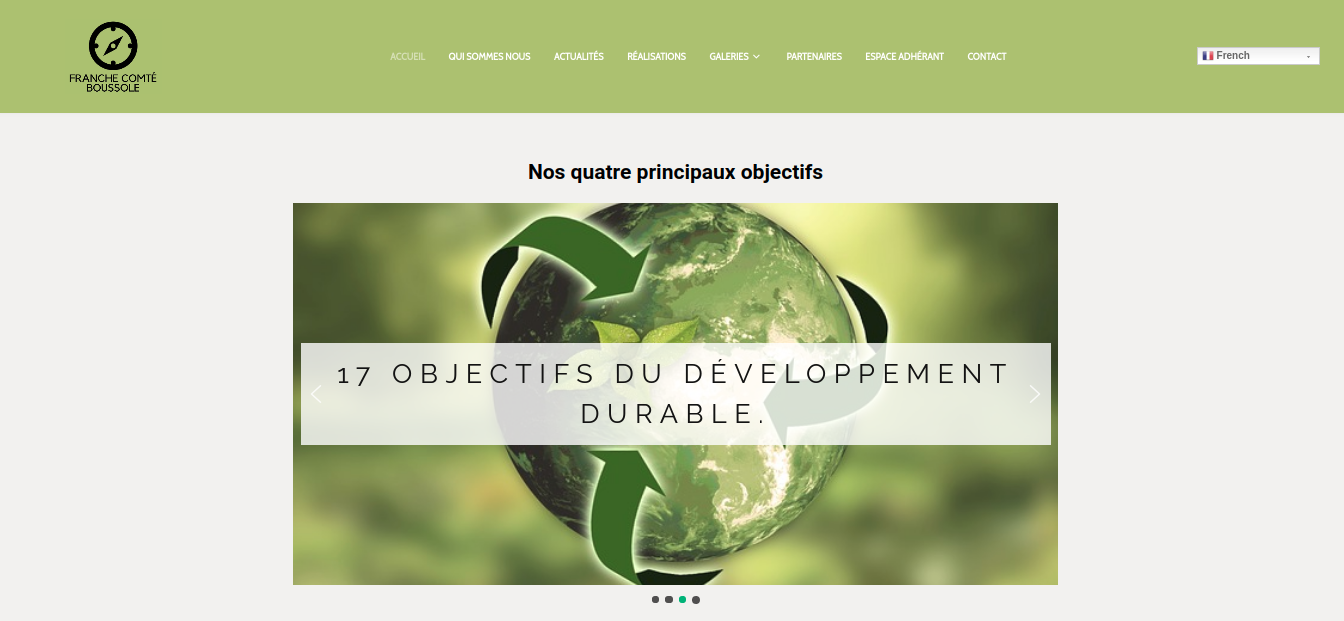 FRANCHE COMTÉ
BOUSSOLE
ACCUEIL QUI SOMMES NOUS ACTUALITÉS RÉALISATIONS GALERIES PARTENAIRES ESPACE ADHÉRANT CONTACT
French
Nos quatre principaux objectifs
17 OBJECTIFS DU DÉVELOPPEMENT
DURABLE.